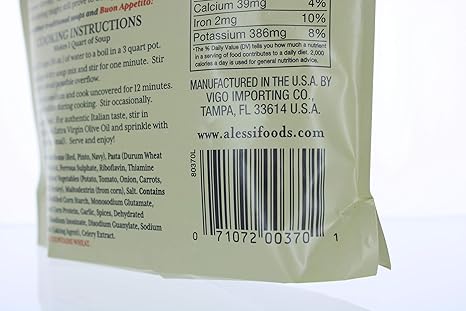 traditional soups and Buon Appetito!
COOKING INSTRUCTIONS
Makes 1 Quart of Soup
of water to a boil in a 3 quart pot.
soup mix and stir for one minute. Stir
possible overflow.
and cook uncovered for 12 minutes.
starting cooking. Stir occasionally.
For authentic Italian taste, stir in
Extra Virgin Olive Oil and sprinkle with
Serve and enjoy!
(Red, Pinto, Navy), Pasta (Durum Wheat
Ferrous Sulphate, Riboflavin, Thiamine
Vegetables (Potato, Tomato, Onion, Carrots,
Maltodextrin (from corn), Salt. Contains
Corn Starch, Monosodium Glutamate,
Corn Protein, Garlic, Spices, Dehydrated
Inosinate, Disodium Guanylate, Sodium
Agent), Celery Extract.
WHEAT.
Calcium 39mg 4%
Iron 2mg 10%
Potassium 386mg 8%
*The % Daily Value (DV) tells you how much a nutrient
in a serving of food contributes to a daily diet. 2,000
calories a day is used for general nutrition advice.
MANUFACTURED IN THE U.S.A. BY
VIGO IMPORTING CO.,
TAMPA, FL 33614 U.S.A.
www.alessifoods.com
80370L
0 71072 00370 1